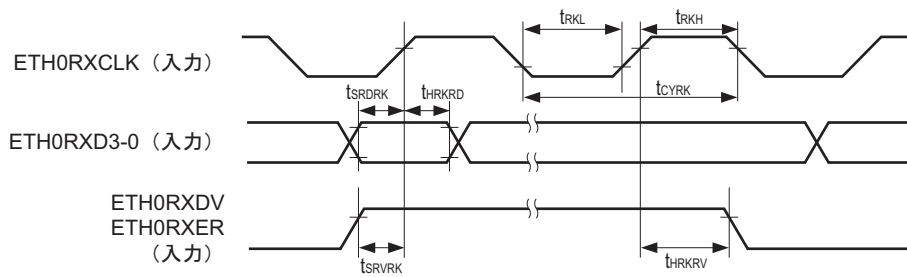 tRKL
tRKH
ETH0RXCLK（入力）
tSRDRK
tHRKRD
tCYRK
ETH0RXD3-0（入力）
ETH0RXDV
ETH0RXER
（入力）
tSRVRK
tHRKRV